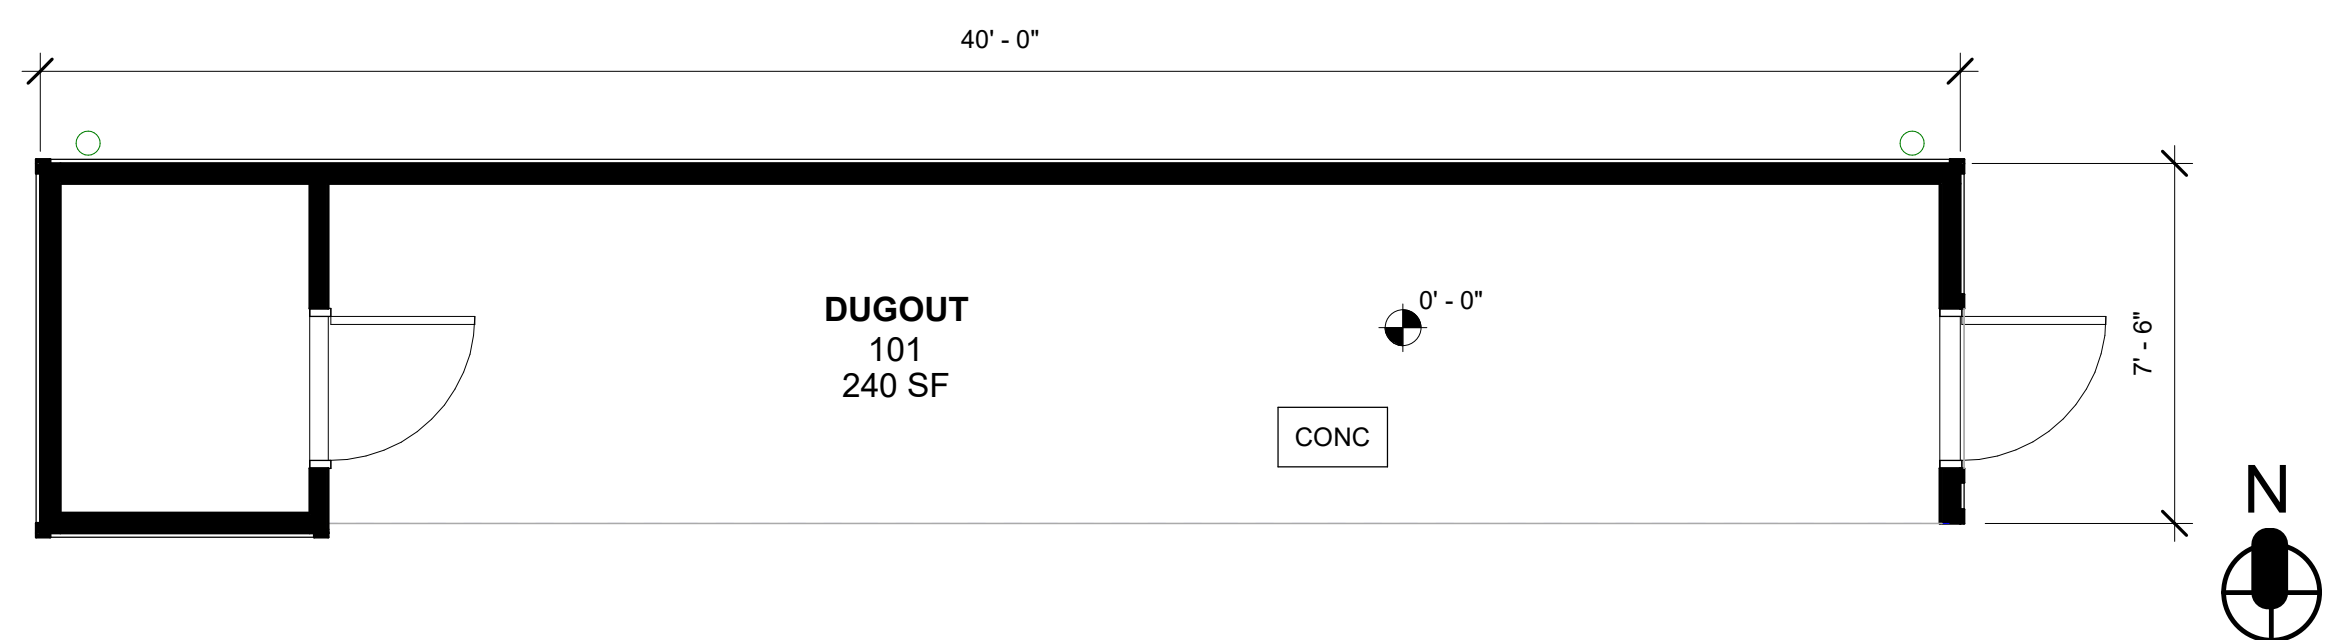 40' - 0"
DUGOUT
101
240 SF
0' - 0"
CONC
7' - 6"
N